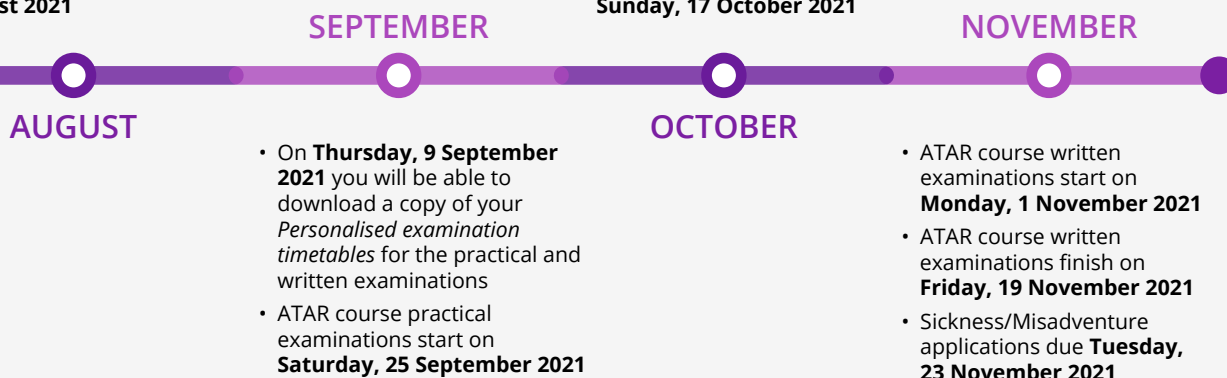 st 2021
Sunday, 17 October 2021
SEPTEMBER
NOVEMBER
AUGUST
OCTOBER
• On Thursday, 9 September
2021 you will be able to
download a copy of your
Personalised examination
timetables for the practical and
written examinations
• ATAR course practical
examinations start on
Saturday, 25 September 2021
• ATAR course written
examinations start on
Monday, 1 November 2021
• ATAR course written
examinations finish on
Friday, 19 November 2021
• Sickness/Misadventure
applications due Tuesday,
23 November 2021